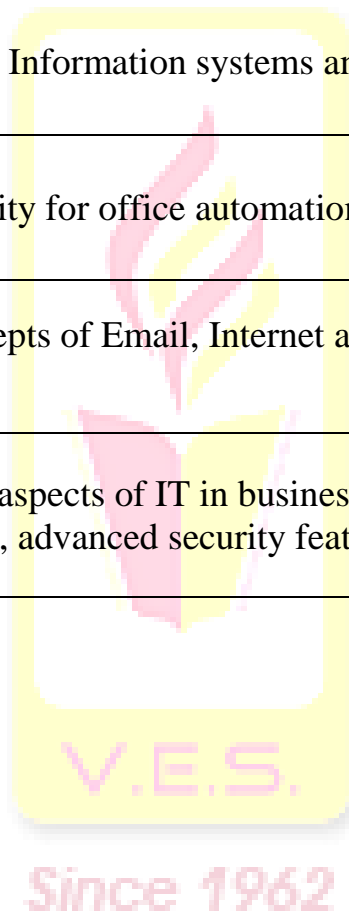 Information systems an
ity for office automation
epts of Email, Internet a
aspects of IT in busines
, advanced security feat
V.E.S.
Since 1962